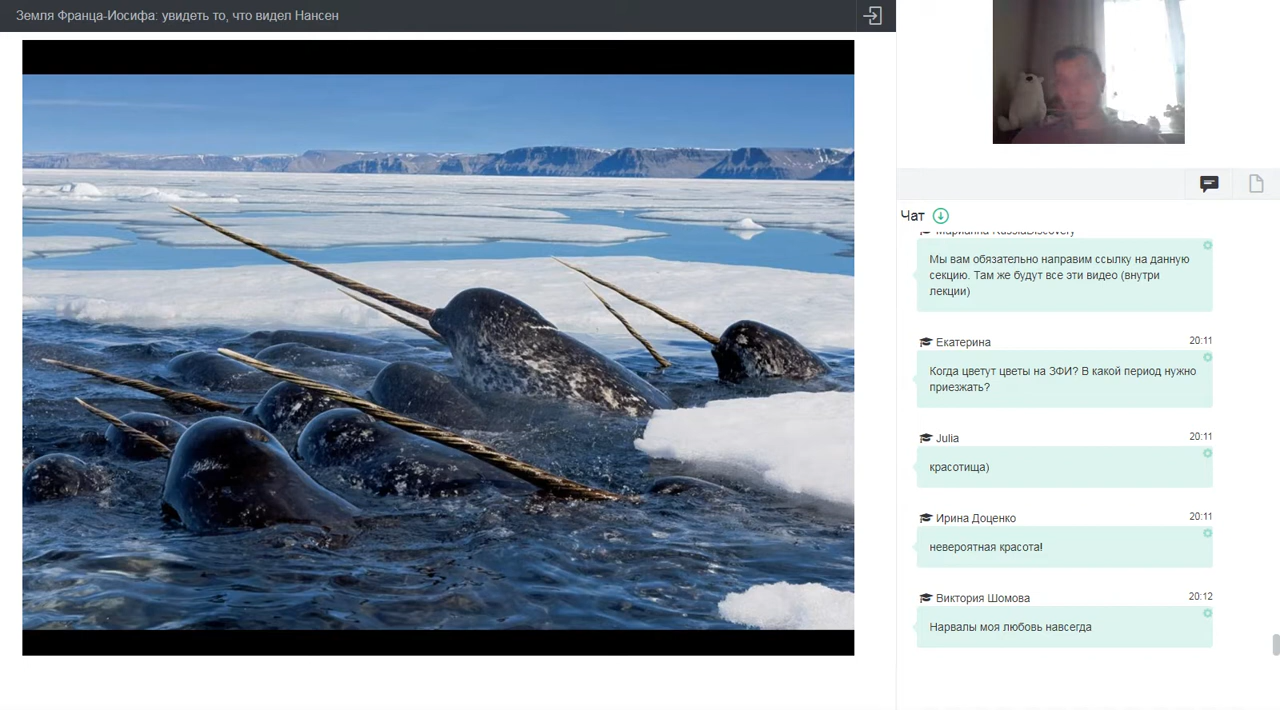 Земля Франца-Иосифа: увидеть то, что видел Нансен
Чат
Марианна RussiaDiscovery
Мы вам обязательно направим ссылку на данную
секцию. Там же будут все эти видео (внутри
лекции)
Екатерина 20:11
Когда цветут цветы на ЗФИ? В какой период нужно
приезжать?
Julia 20:11
красотища)
Ирина Доценко 20:11
невероятная красота!
Виктория Шомова 20:12
Нарвалы моя любовь навсегда